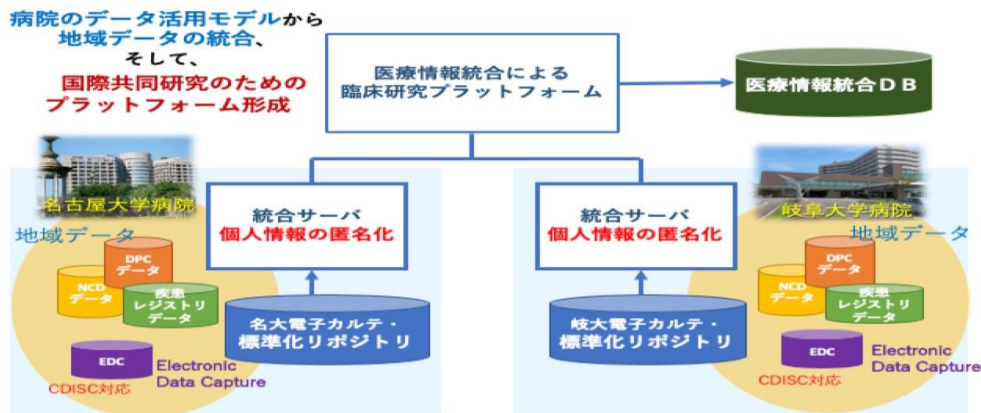 病院のデータ活用モデルから
地域データの統合、
そして、
国際共同研究のための
プラットフォーム形成
医療情報統合による
臨床研究プラットフォーム
医療情報統合DB
名古屋大学病院
地域データ
DPC
データ
NCD
データ
疾患
レジストリ
データ
EDC
Electronic
Data Capture
CDISC対応
統合サーバ
個人情報の匿名化
名大電子カルテ・
標準化リポジトリ
統合サーバ
個人情報の匿名化
岐大電子カルテ・
標準化リポジトリ
岐阜大学病院
地域データ
DPC
データ
NCD
データ
疾患
レジストリ
データ
EDC
Electronic
Data Capture
CDISC対応